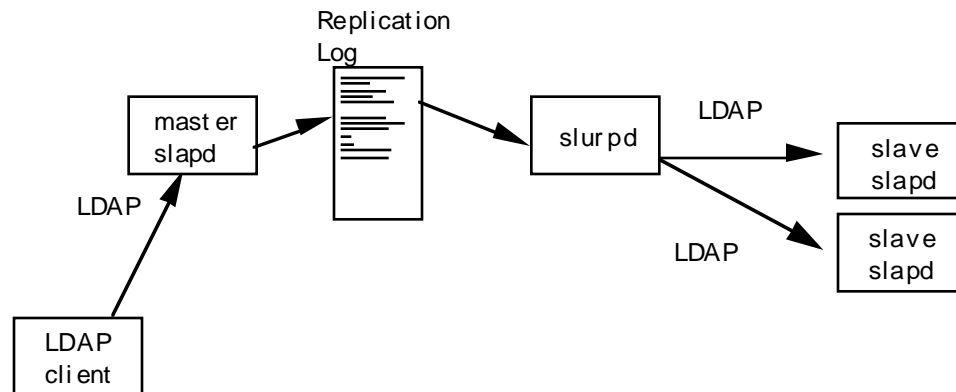 Replication
Log
master
slapd
slurpd
LDAP
slave
slapd
LDAP
LDAP
slave
slapd
LDAP
client